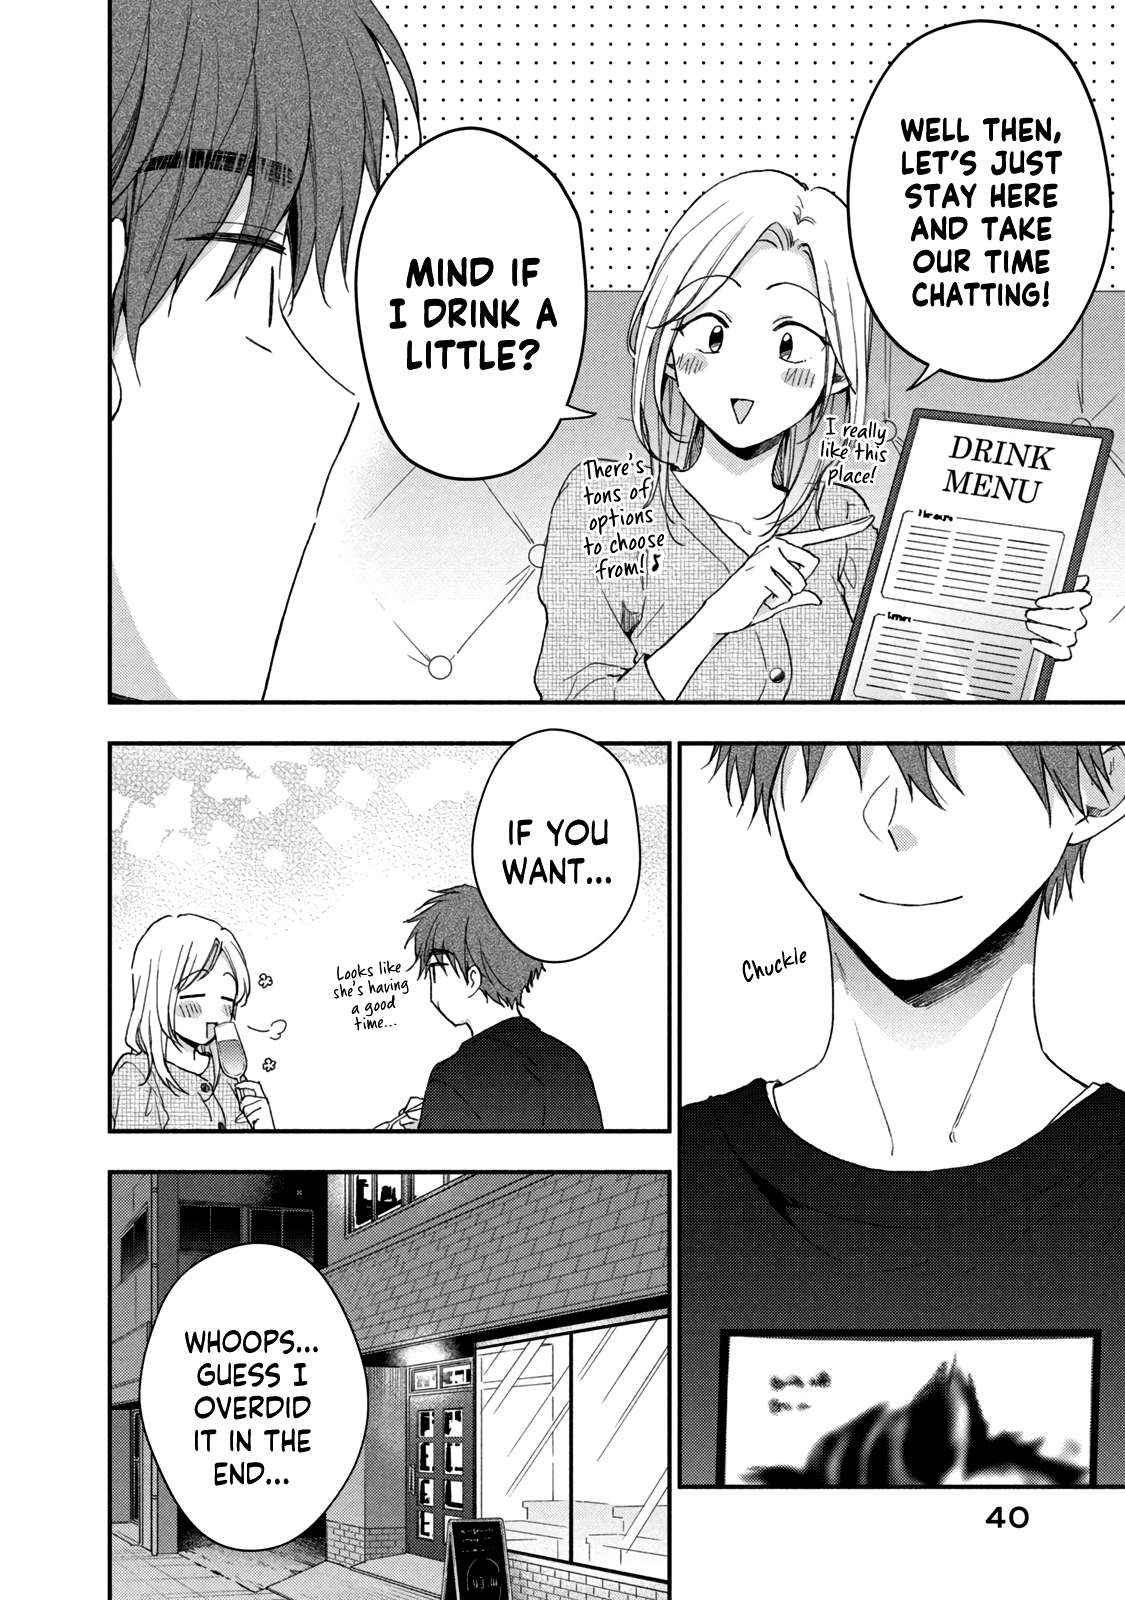 WELL THEN,
LET'S JUST
STAY HERE
AND TAKE
OUR TIME
CHATTING!
MIND IF
I DRINK A
LITTLE?
I really
like this
place!
There's
tons of
options
to choose
from! ♪
DRINK
MENU
Chuckle
IF YOU
WANT...
Looks like
she's having
a good
time...
WHOOPS...
GUESS I
OVERDID
IT IN THE
END...
40